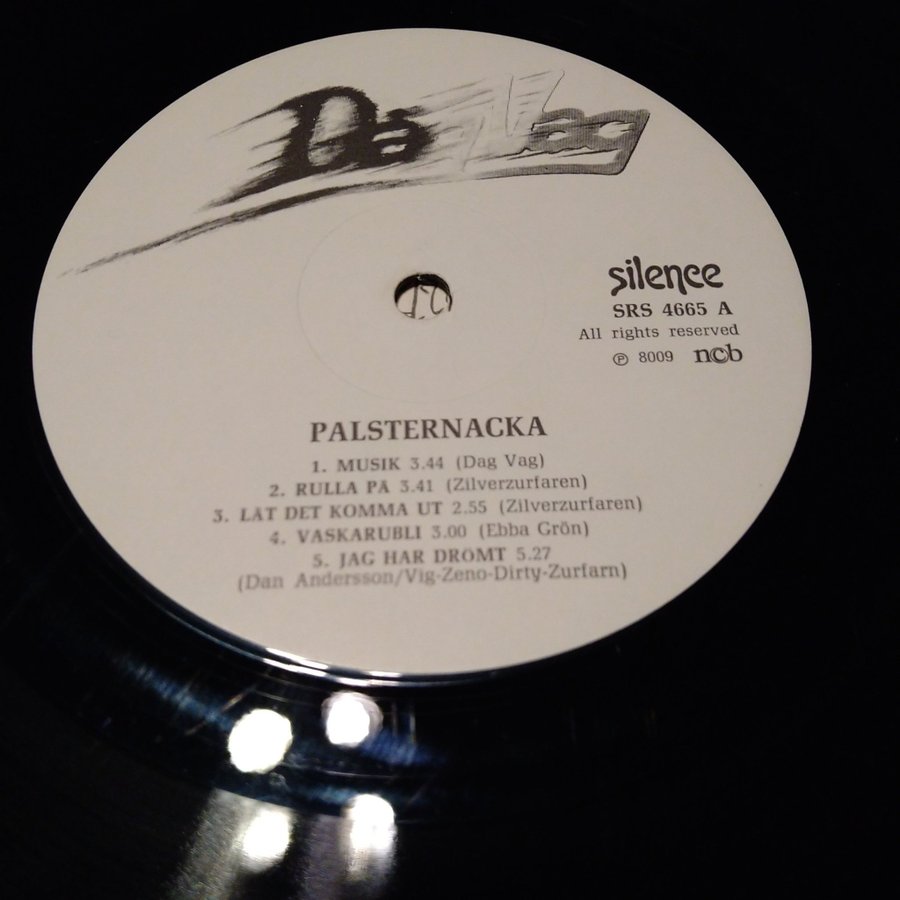 Dag Vag
silence
SRS 4665 A
All rights reserved
℗ 8009 ncb
PALSTERNACKA
1. MUSIK 3.44 (Dag Vag)
2. RULLA PÅ 3.41 (Zilverzurfaren)
3. LÅT DET KOMMA UT 2.55 (Zilverzurfaren)
4. VASKARUBLI 3.00 (Ebba Grön)
5. JAG HAR DRÖMT 5.27
(Dan Andersson/Vig-Zeno-Dirty-Zurfarn)